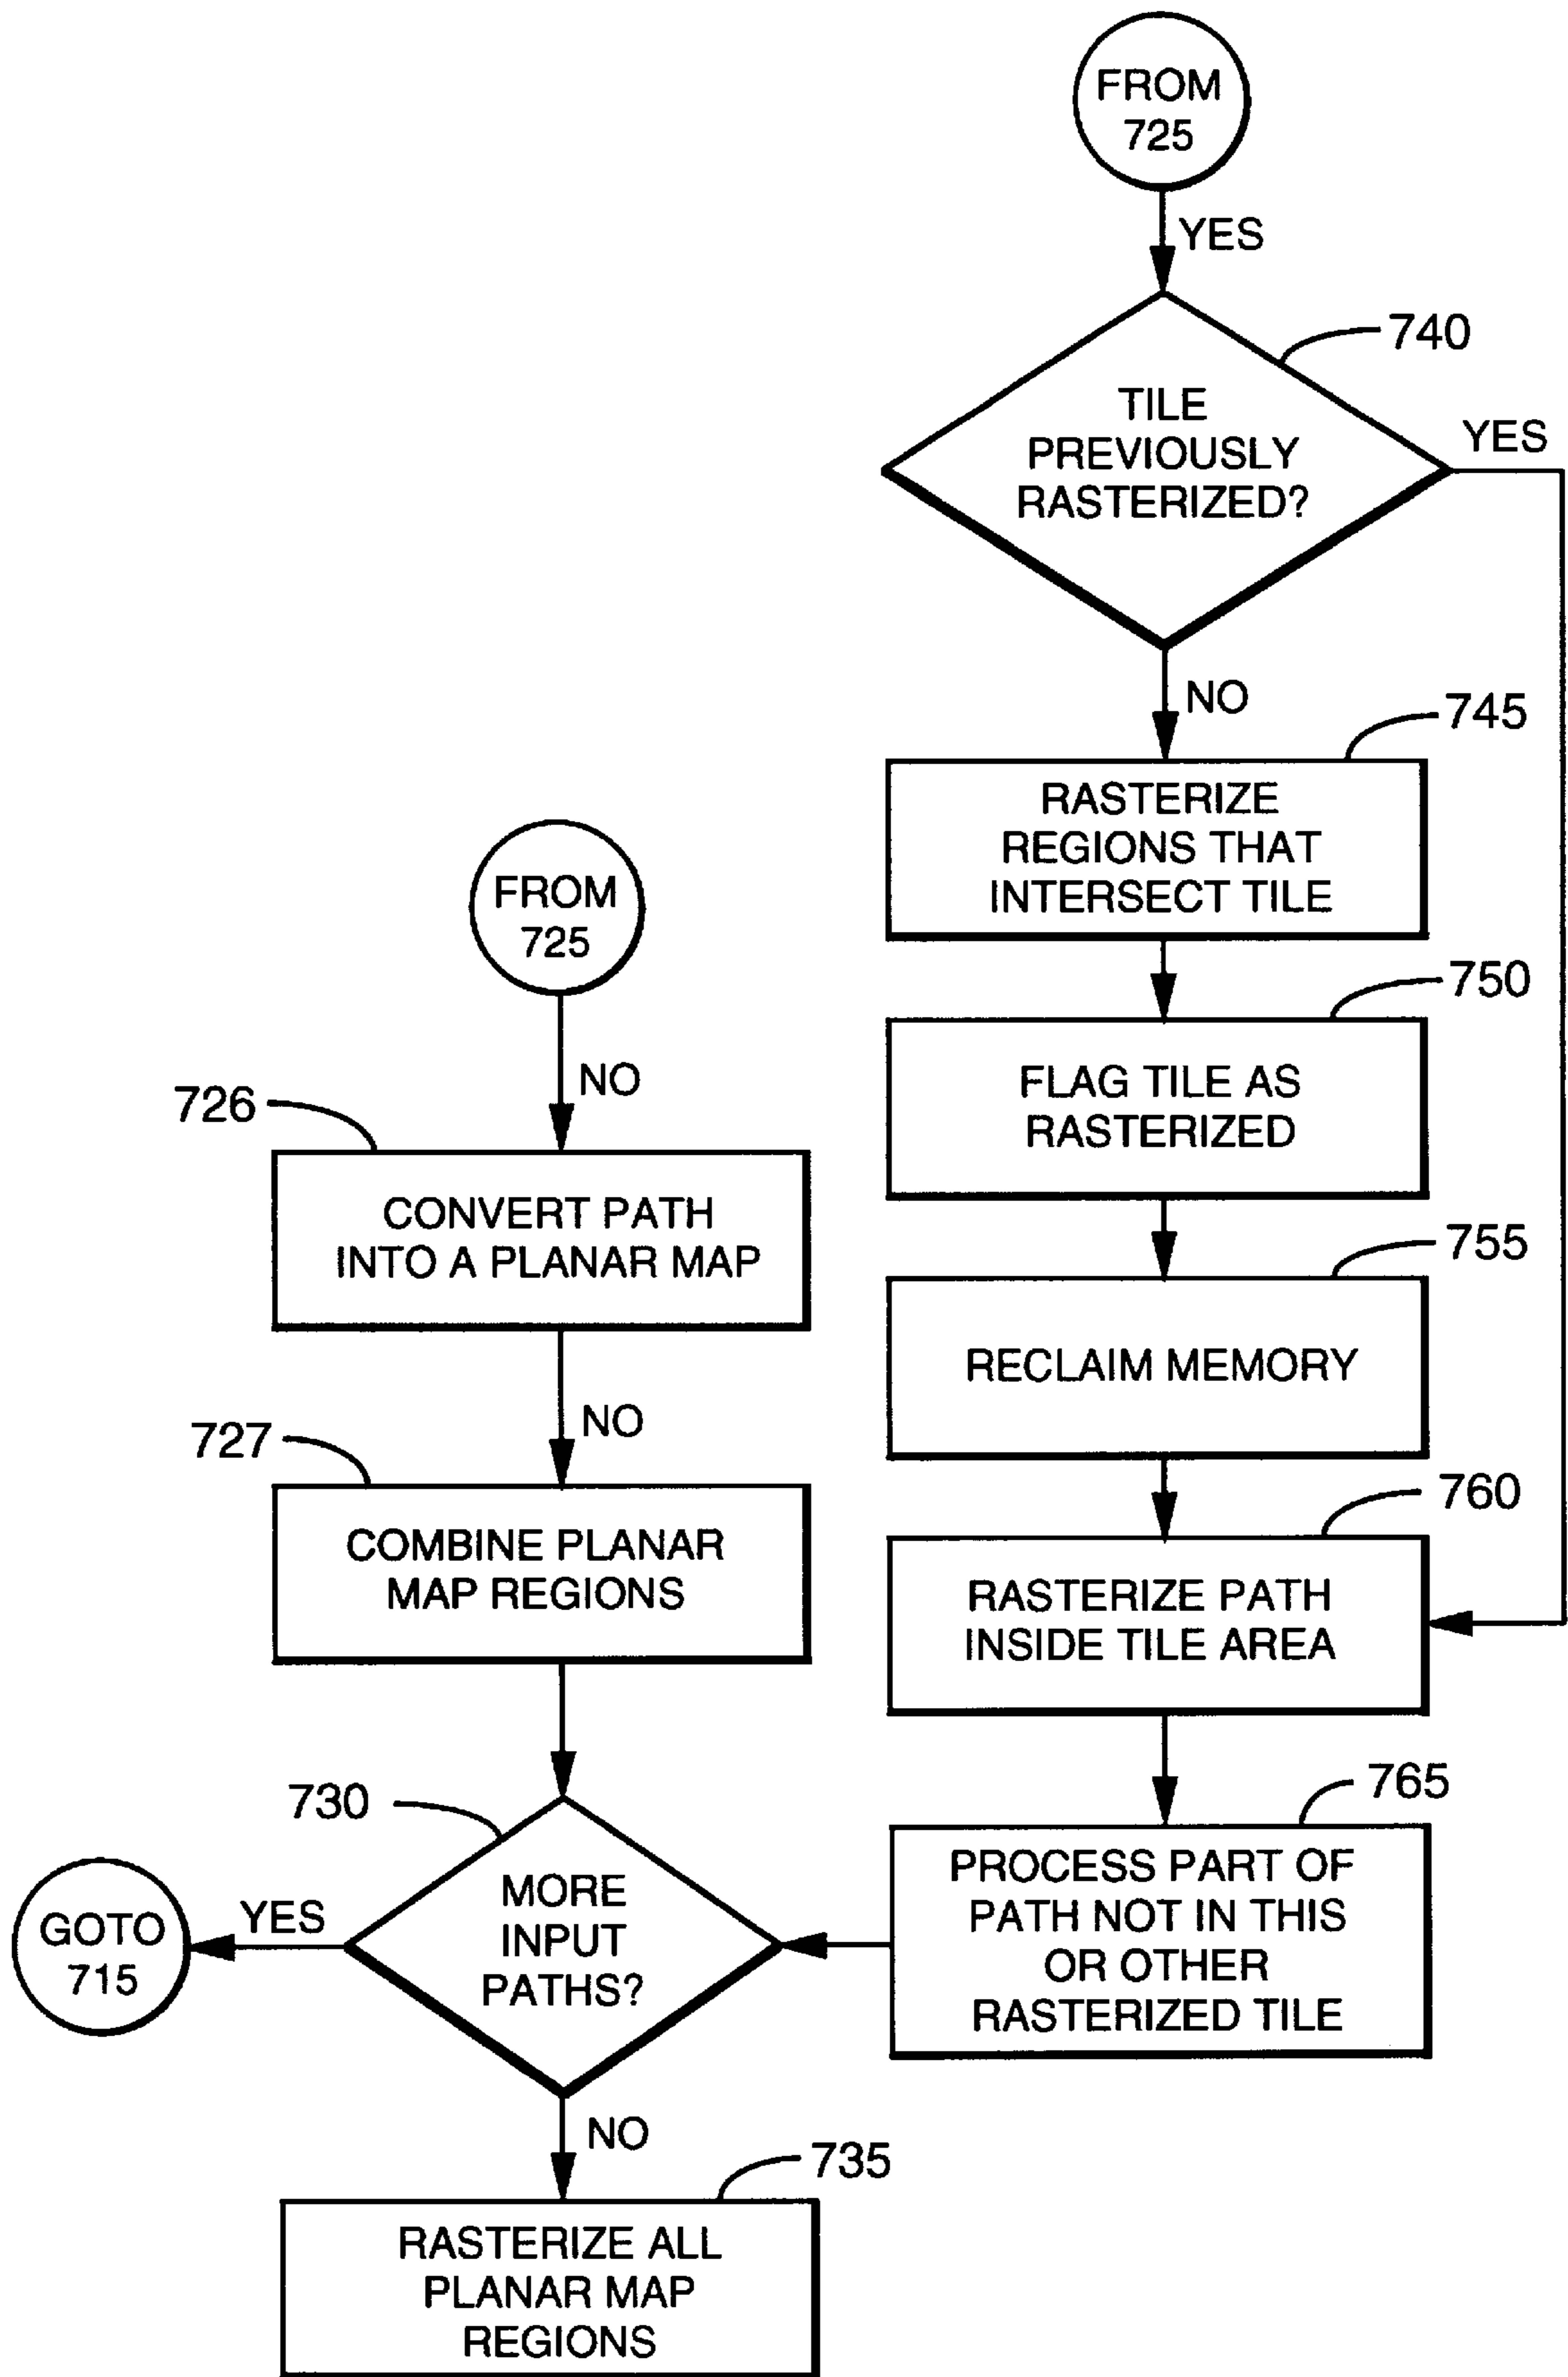 FROM
725
YES
740
TILE
PREVIOUSLY
RASTERIZED?
YES
NO
745
RASTERIZE
REGIONS THAT
INTERSECT TILE
750
FLAG TILE AS
RASTERIZED
755
RECLAIM MEMORY
760
RASTERIZE PATH
INSIDE TILE AREA
765
PROCESS PART OF
PATH NOT IN THIS
OR OTHER
RASTERIZED TILE
FROM
725
NO
726
CONVERT PATH
INTO A PLANAR MAP
NO
727
COMBINE PLANAR
MAP REGIONS
730
MORE
INPUT
PATHS?
YES
GOTO
715
NO
735
RASTERIZE ALL
PLANAR MAP
REGIONS